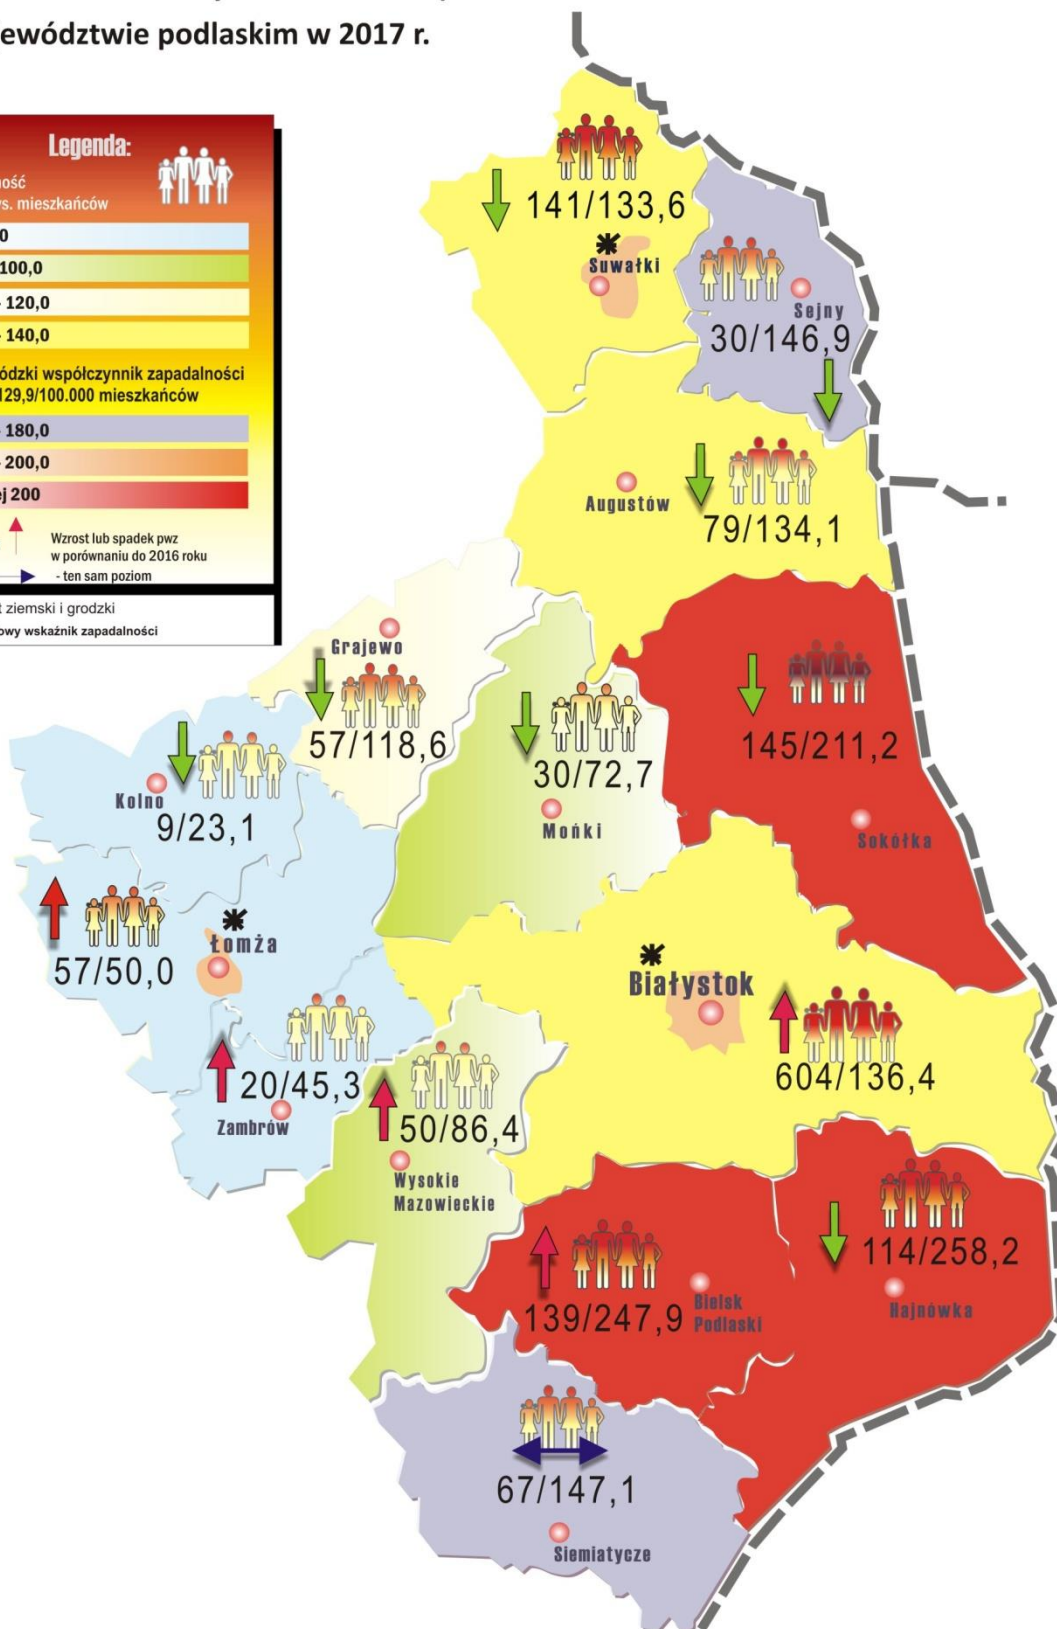 ewództwie podlaskim w 2017 r.
Legenda:
ość
ys. mieszkańców
0
100,0
- 120,0
- 140,0
ódzki współczynnik zapadalności
129,9/100.000 mieszkańców
- 180,0
- 200,0
ej 200
Wzrost lub spadek pwz
w porównaniu do 2016 roku
- ten sam poziom
t ziemski i grodzki
owy wskaźnik zapadalności
141/133,6
Suwałki
Sejny
30/146,9
Augustów
79/134,1
Grajewo
57/118,6
30/72,7
Mońki
145/211,2
Sokółka
Kolno
9/23,1
Łomża
57/50,0
Białystok
604/136,4
20/45,3
Zambrów
50/86,4
Wysokie
Mazowieckie
114/258,2
Hajnówka
139/247,9
Bielsk
Podlaski
67/147,1
Siemiatycze